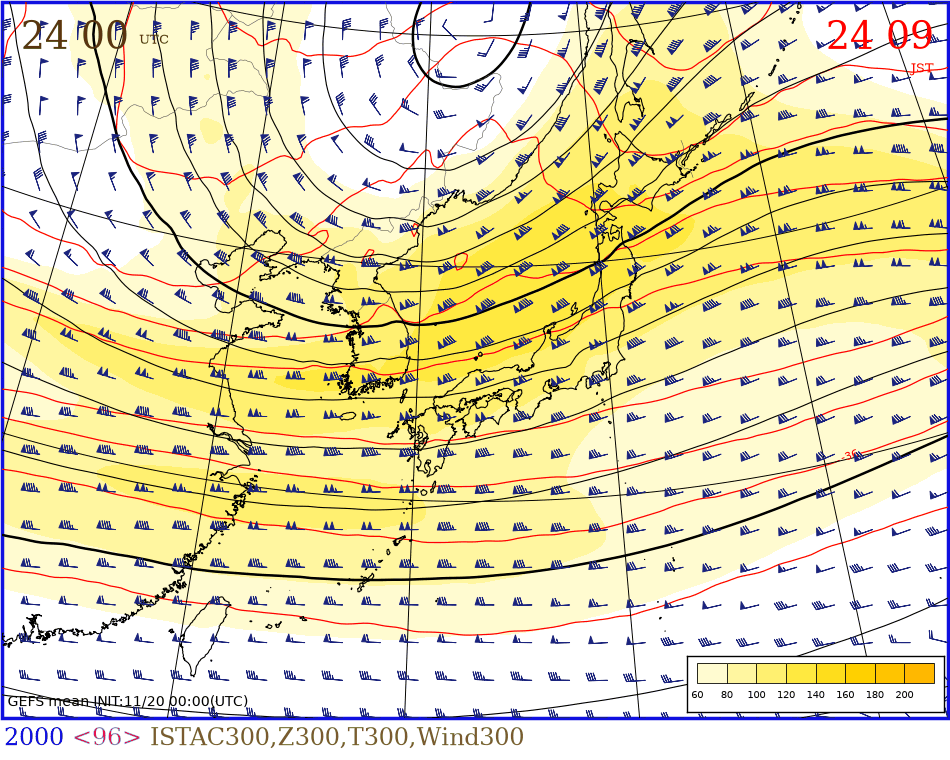 24 00 UTC
24 09
JST
-36
60 80 100 120 140 160 180 200
GEFS mean INIT:11/20 00:00(UTC)
2000 <96> ISTAC300,Z300,T300,Wind300